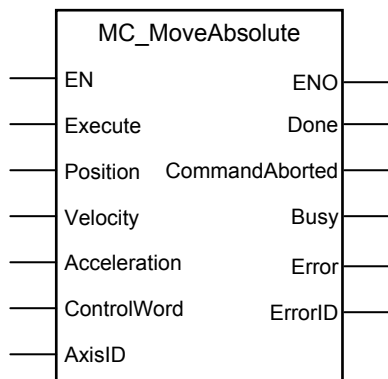 MC_MoveAbsolute
EN ENO
Execute Done
Position CommandAborted
Velocity Busy
Acceleration Error
ControlWord ErrorID
AxisID